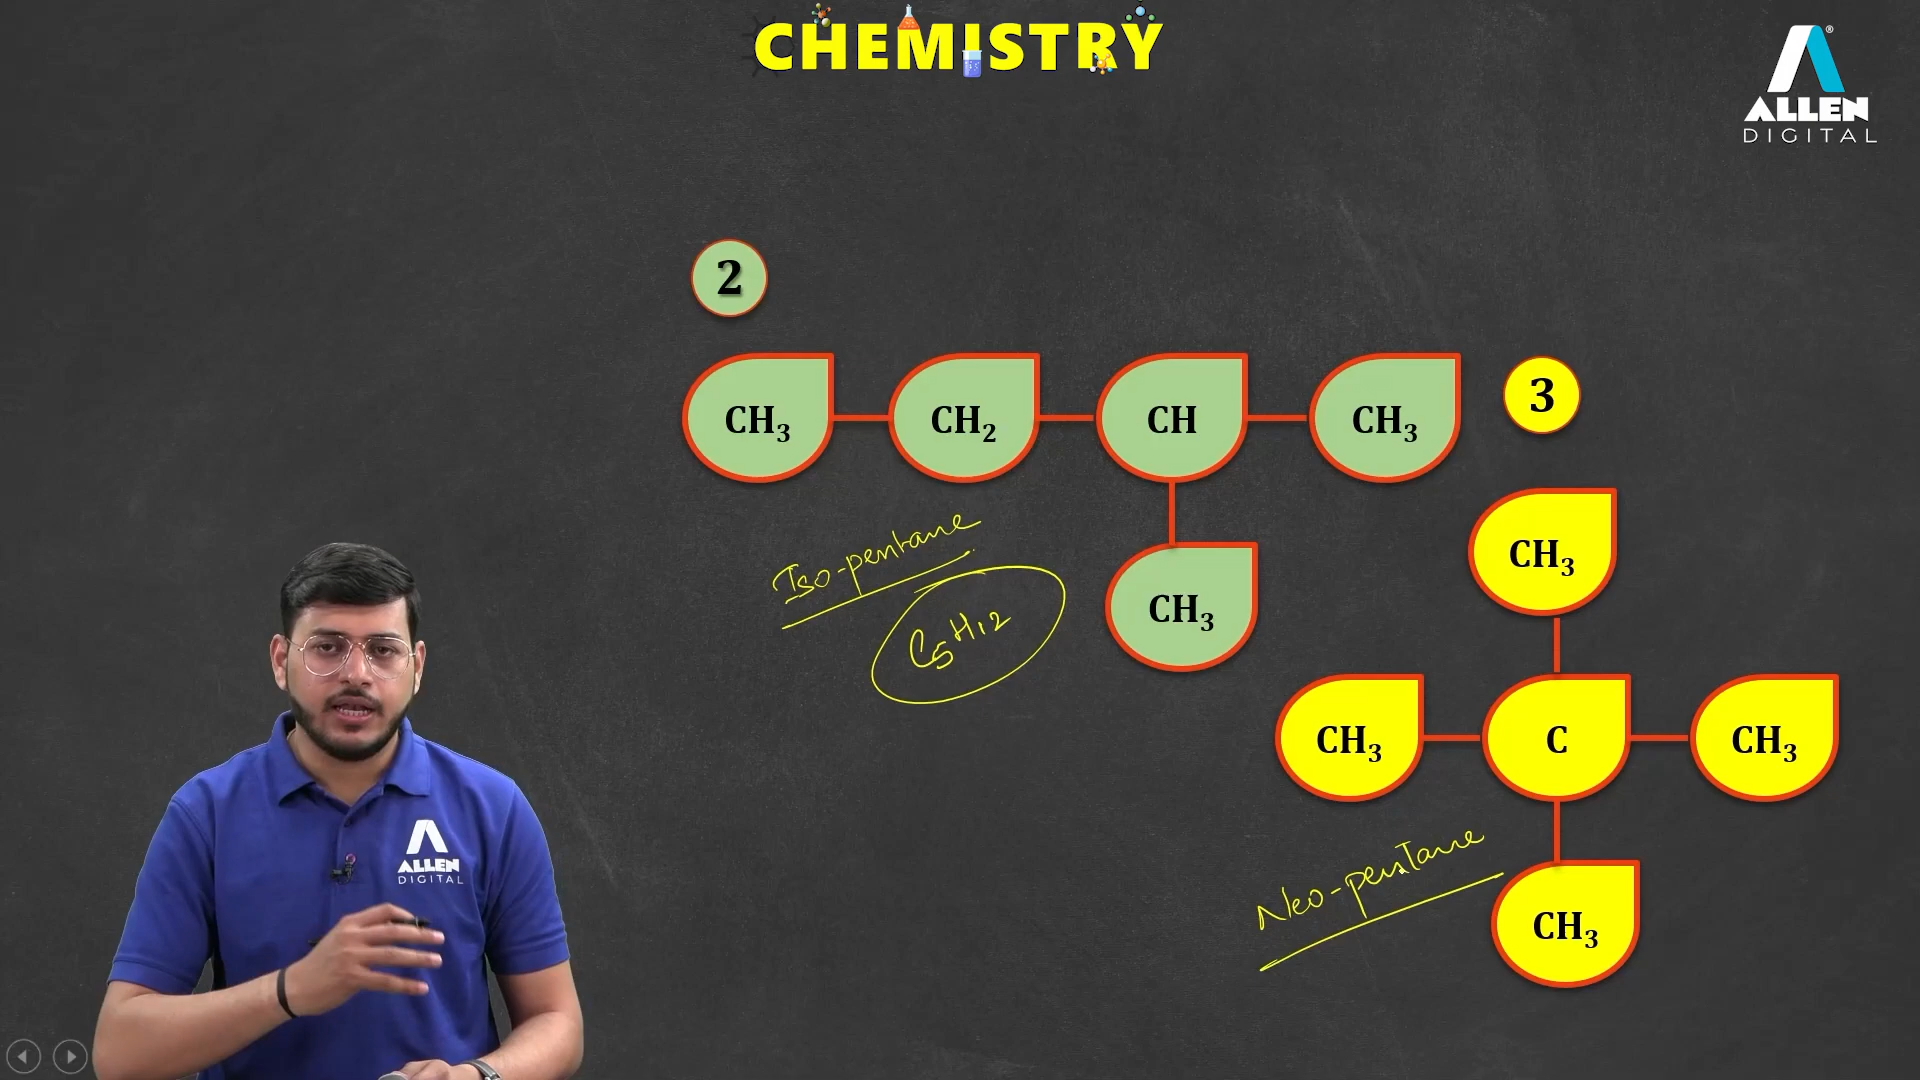 CHEMISTRY
ALLEN
DIGITAL
2
CH₃ CH₂ CH CH₃
3
Iso-pentane
CH₃
C₅H₁₂
CH₃
CH₃ C CH₃
Neo-pentane
CH₃
ALLEN
DIGITAL